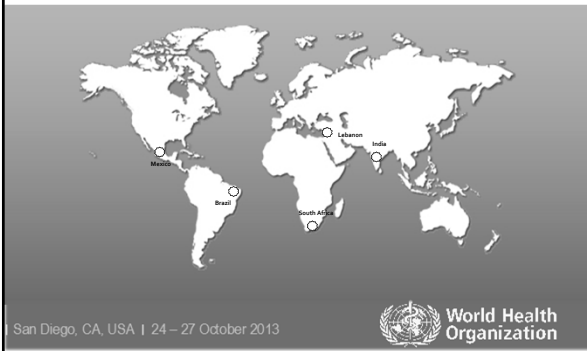 Lebanon
India
Mexico
Brazil
South Africa
| San Diego, CA, USA | 24 – 27 October 2013
World Health
Organization